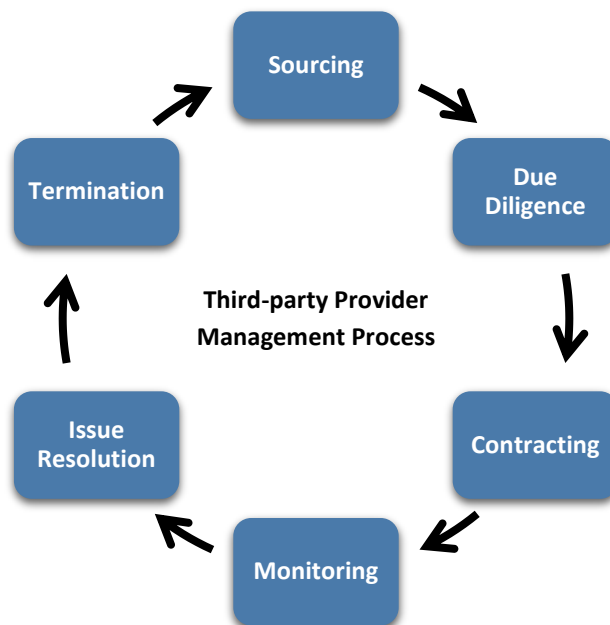 Sourcing
Due
Diligence
Contracting
Monitoring
Issue
Resolution
Termination
Third-party Provider
Management Process